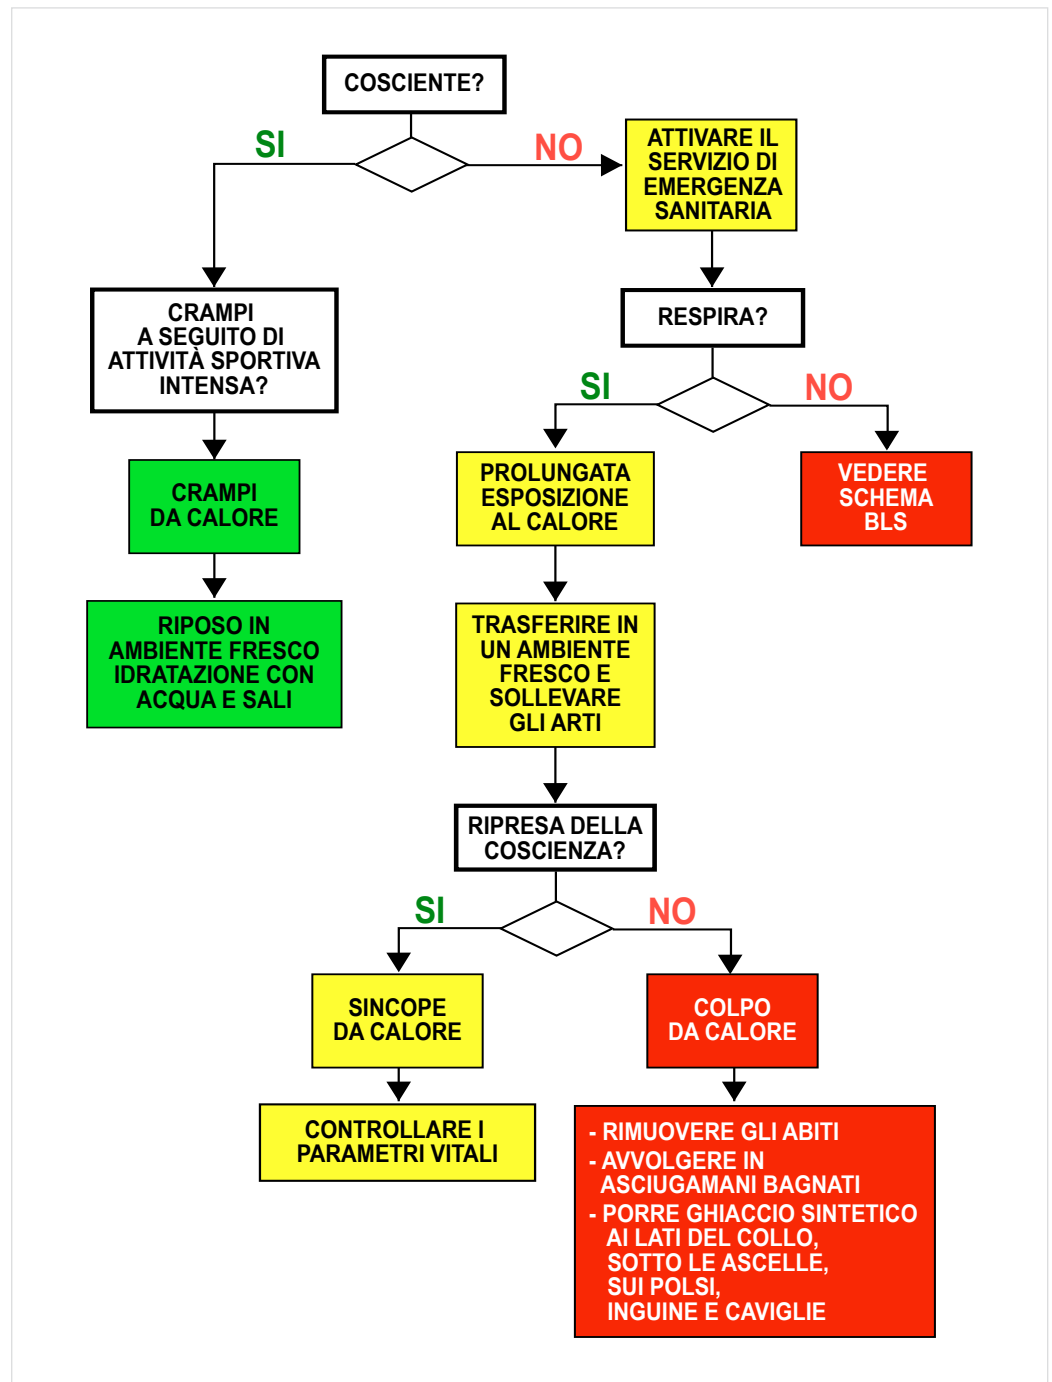 COSCIENTE?
SI
NO
ATTIVARE IL
SERVIZIO DI
EMERGENZA
SANITARIA
CRAMPI
A SEGUITO DI
ATTIVITÀ SPORTIVA
INTENSA?
RESPIRA?
SI
NO
CRAMPI
DA CALORE
PROLUNGATA
ESPOSIZIONE
AL CALORE
VEDERE
SCHEMA
BLS
RIPOSO IN
AMBIENTE FRESCO
IDRATAZIONE CON
ACQUA E SALI
TRASFERIRE IN
UN AMBIENTE
FRESCO E
SOLLEVARE
GLI ARTI
RIPRESA DELLA
COSCIENZA?
SI
NO
SINCOPE
DA CALORE
COLPO
DA CALORE
CONTROLLARE I
PARAMETRI VITALI
- RIMUOVERE GLI ABITI
- AVVOLGERE IN
ASCIUGAMANI BAGNATI
- PORRE GHIACCIO SINTETICO
AI LATI DEL COLLO,
SOTTO LE ASCELLE,
SUI POLSI,
INGUINE E CAVIGLIE